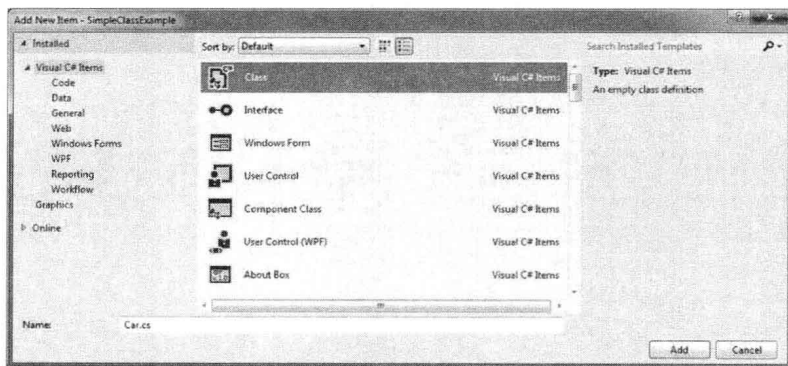 Add New Item - SimpleClassExample
Installed
Visual C# Items
Code
Data
General
Web
Windows Forms
WPF
Reporting
Workflow
Graphics
Online
Sort by: Default
Class Visual C# Items
Interface Visual C# Items
Windows Form Visual C# Items
User Control Visual C# Items
Component Class Visual C# Items
User Control (WPF) Visual C# Items
About Box Visual C# Items
Search Installed Templates
Type: Visual C# Items
An empty class definition
Name: Car.cs
Add Cancel